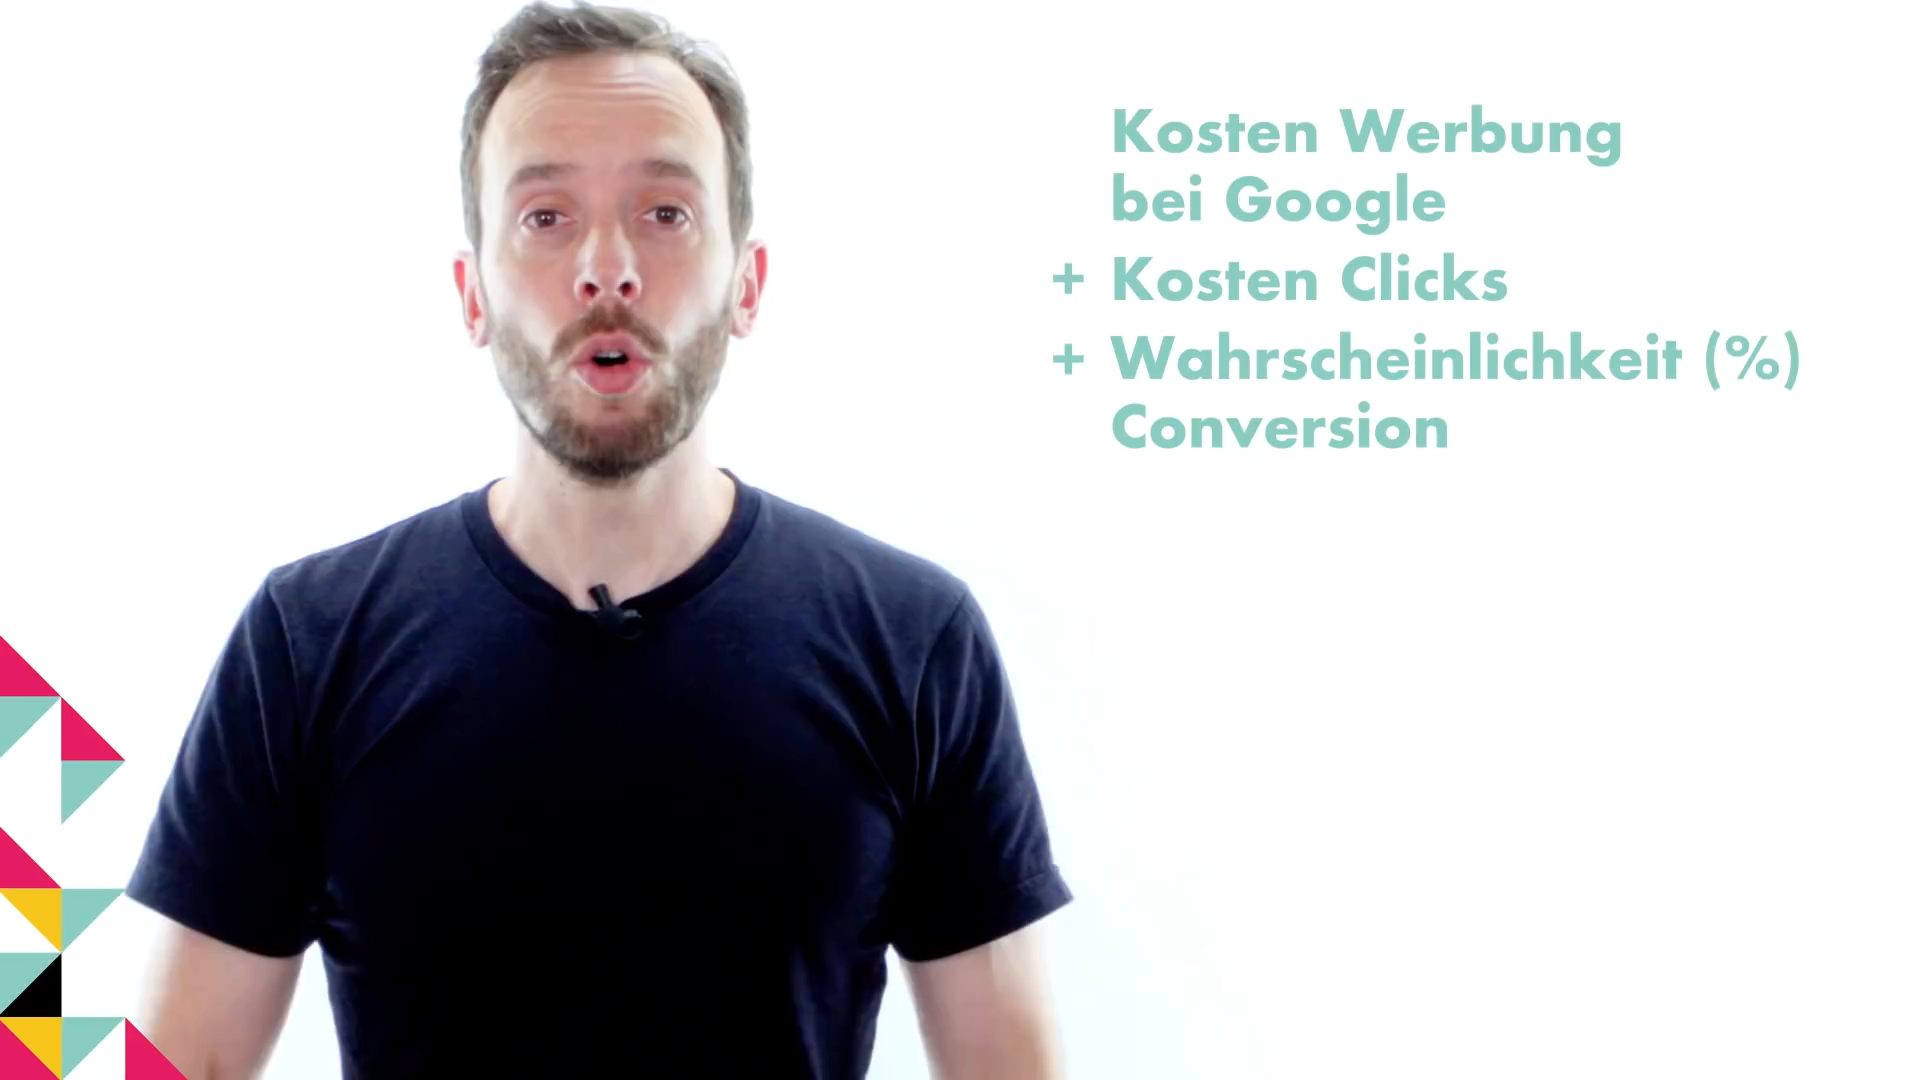 Kosten Werbung
bei Google
+ Kosten Clicks
+ Wahrscheinlichkeit (%)
Conversion